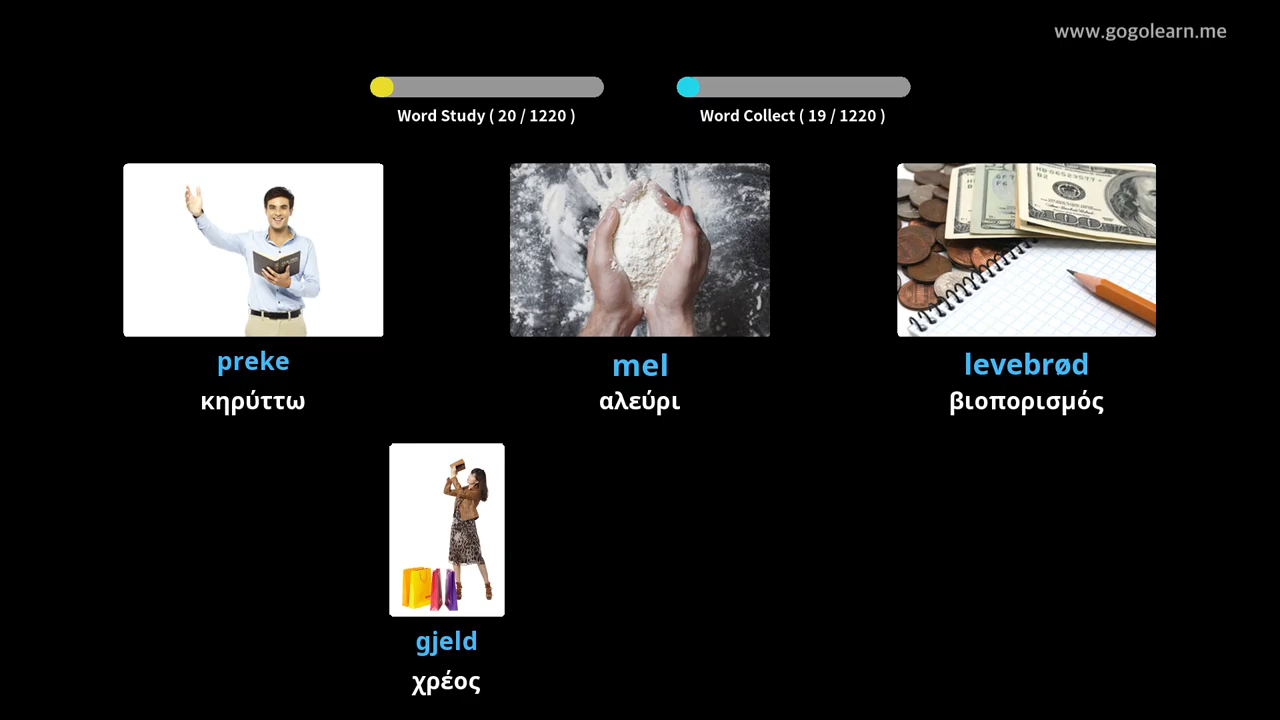 www.gogolearn.me
Word Study ( 20 / 1220 )
Word Collect ( 19 / 1220 )
preke
κηρύττω
mel
αλεύρι
levebrød
βιοπορισμός
gjeld
χρέος